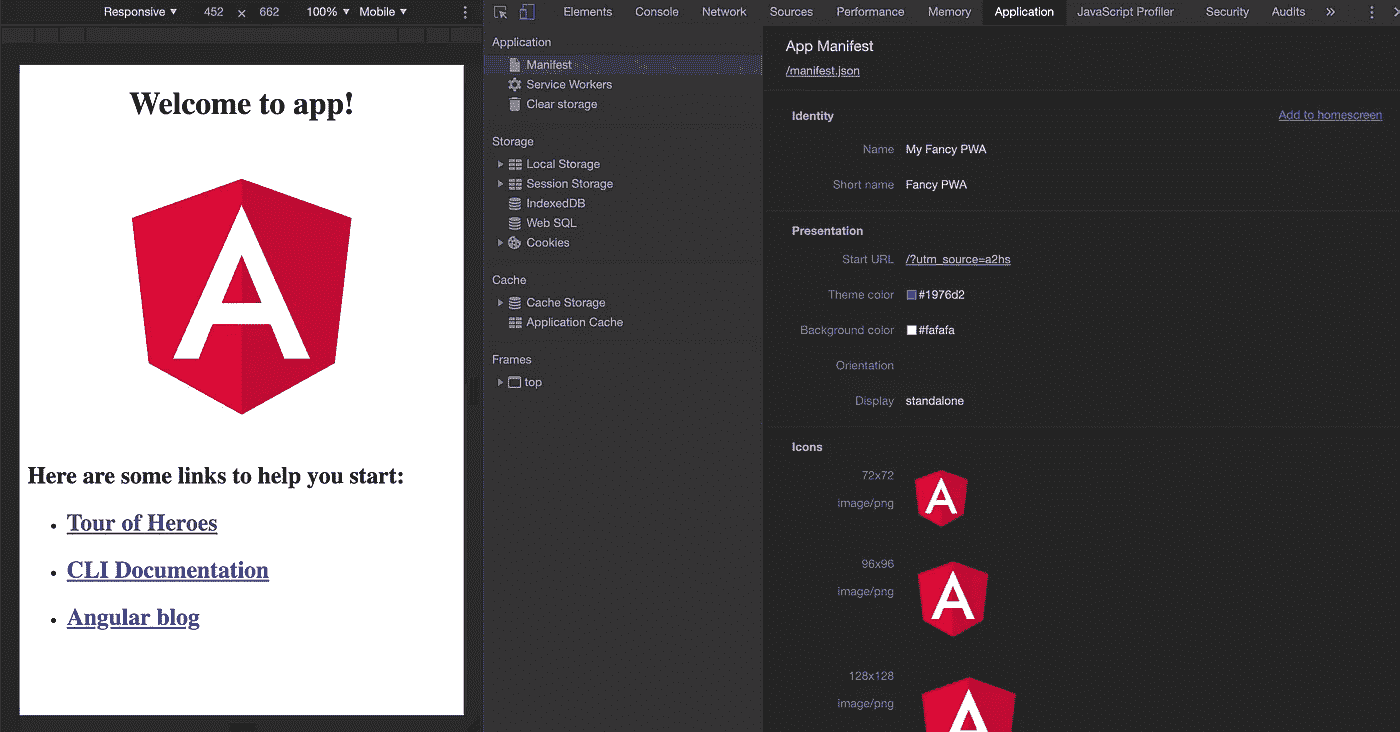 Responsive ▾ 452 × 662 100% ▾ Mobile ▾
Elements Console Network Sources Performance Memory Application JavaScript Profiler Security Audits »
Welcome to app!
A
Here are some links to help you start:
• Tour of Heroes
• CLI Documentation
• Angular blog
Application
Manifest
Service Workers
Clear storage
Storage
Local Storage
Session Storage
IndexedDB
Web SQL
Cookies
Cache
Cache Storage
Application Cache
Frames
top
App Manifest
/manifest.json
Identity Add to homescreen
Name My Fancy PWA
Short name Fancy PWA
Presentation
Start URL /?utm_source=a2hs
Theme color #1976d2
Background color #fafafa
Orientation
Display standalone
Icons
72x72
image/png
A
96x96
image/png
A
128x128
image/png
A